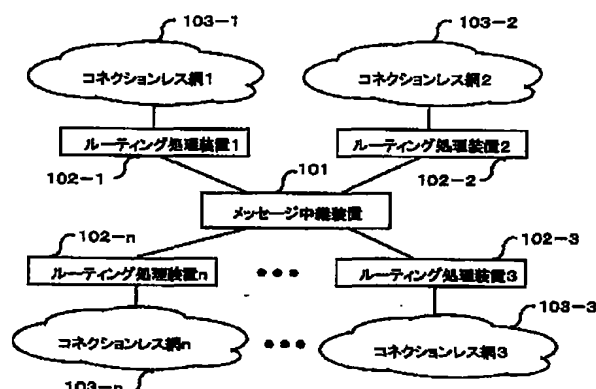 103-1
103-2
コネクションレス網1
コネクションレス網2
ルーティング処理装置1
ルーティング処理装置2
102-1
101
102-2
メッセージ中継装置
102-n
102-3
ルーティング処理装置n
•••
ルーティング処理装置3
103-3
コネクションレス網n
•••
コネクションレス網3
103-n